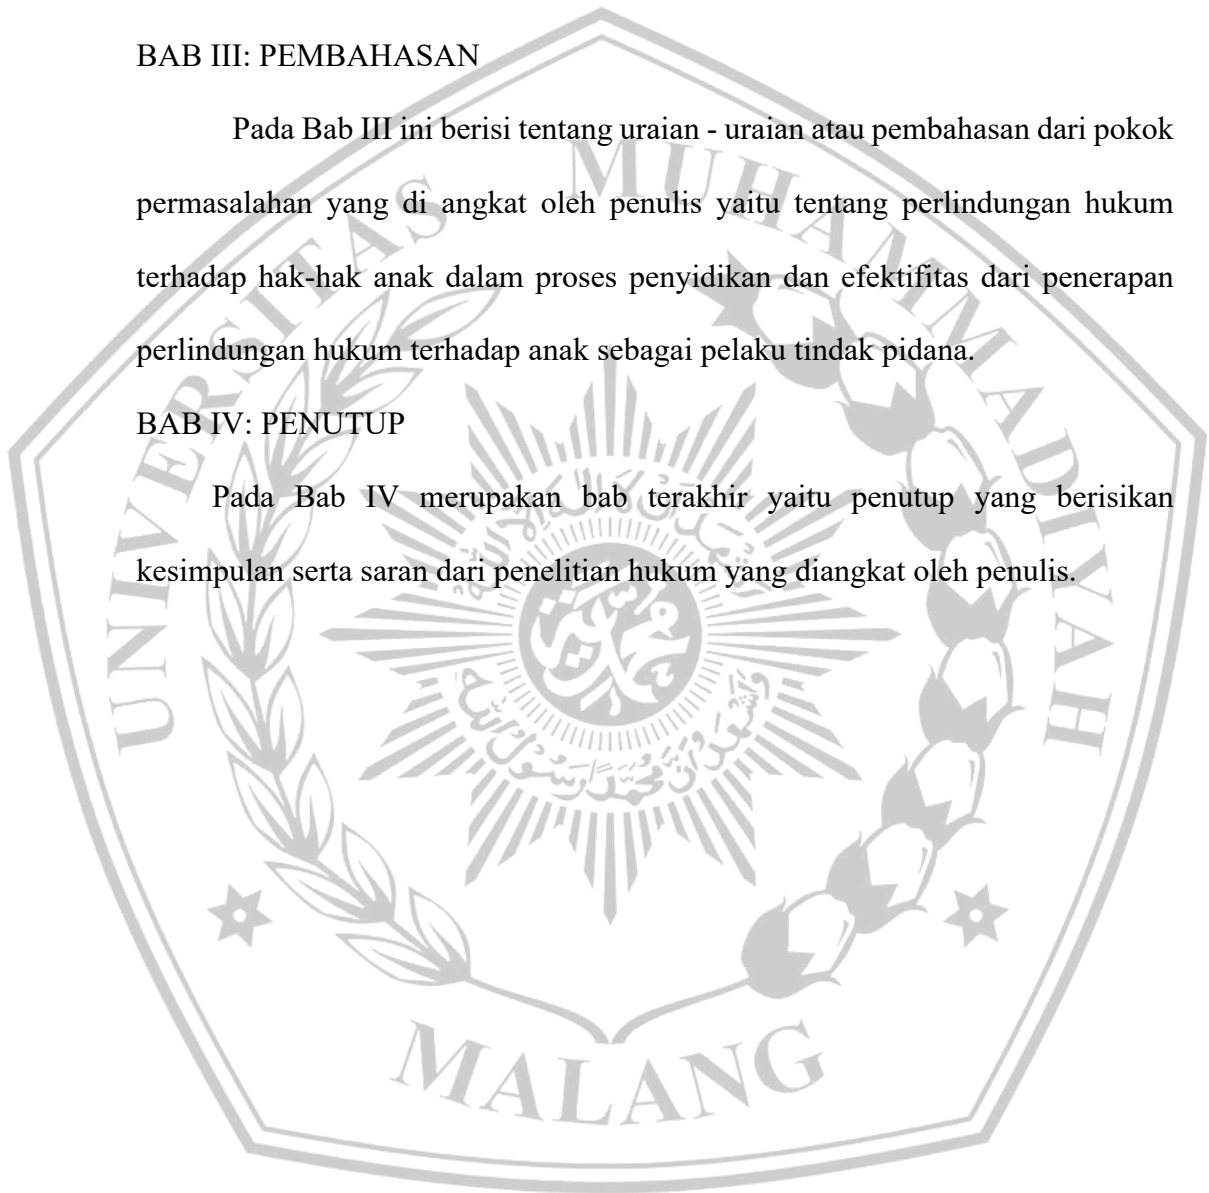 BAB III: PEMBAHASAN
Pada Bab III ini berisi tentang uraian - uraian atau pembahasan dari pokok
permasalahan yang di angkat oleh penulis yaitu tentang perlindungan hukum
terhadap hak-hak anak dalam proses penyidikan dan efektifitas dari penerapan
perlindungan hukum terhadap anak sebagai pelaku tindak pidana.
BAB IV: PENUTUP
Pada Bab IV merupakan bab terakhir yaitu penutup yang berisikan
kesimpulan serta saran dari penelitian hukum yang diangkat oleh penulis.
UNIVERSITAS MUHAMMADIYAH
MALANG